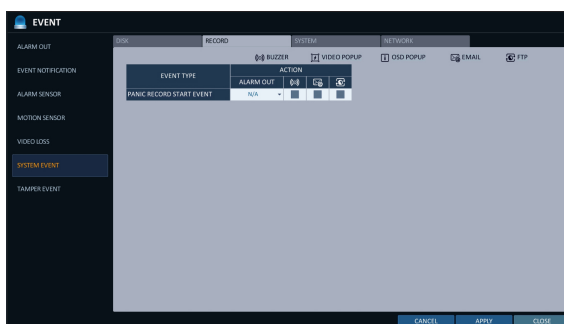 EVENT
ALARM OUT
EVENT NOTIFICATION
ALARM SENSOR
MOTION SENSOR
VIDEO LOSS
SYSTEM EVENT
TAMPER EVENT
DISK RECORD SYSTEM NETWORK
BUZZER VIDEO POPUP OSD POPUP EMAIL FTP
EVENT TYPE ACTION
ALARM OUT
PANIC RECORD START EVENT N/A
CANCEL APPLY CLOSE